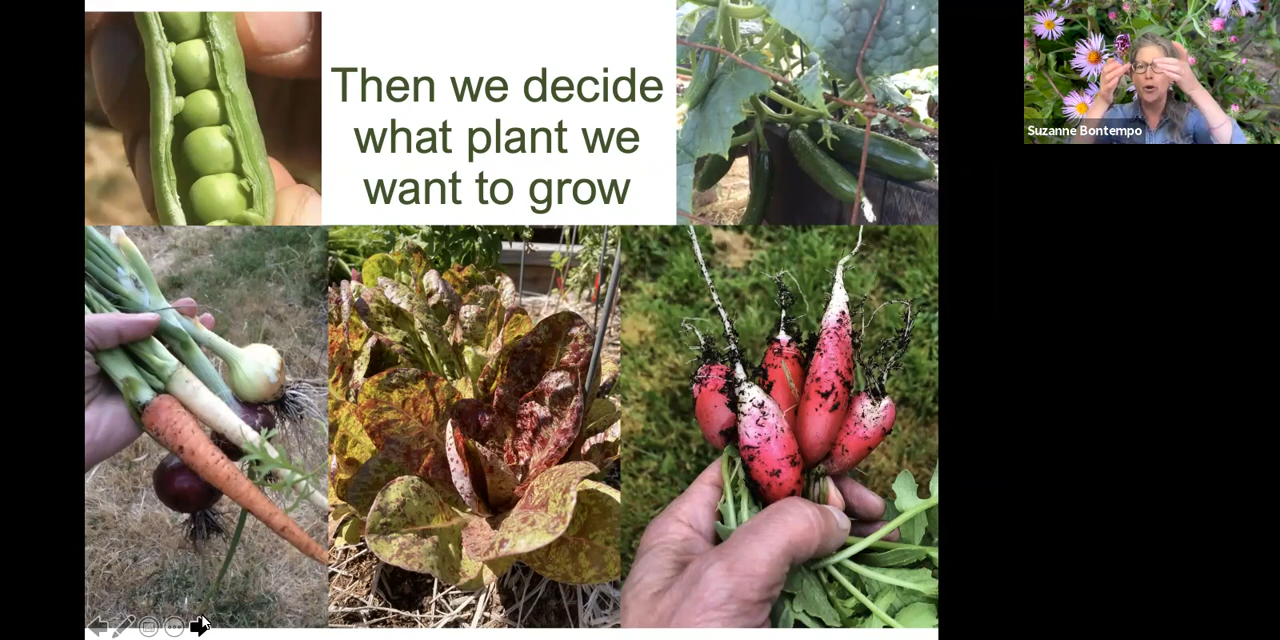 Then we decide
what plant we
want to grow
Suzanne Bontempo